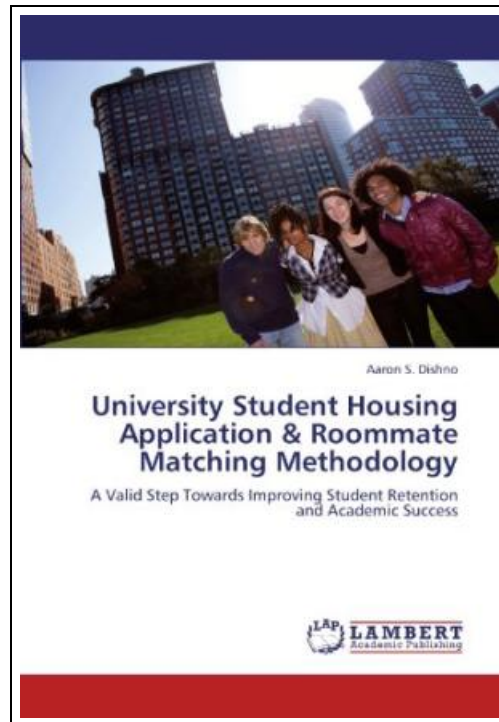 Aaron S. Dishno
University Student Housing
Application & Roommate
Matching Methodology
A Valid Step Towards Improving Student Retention
and Academic Success
LAP
LAMBERT
Academic Publishing